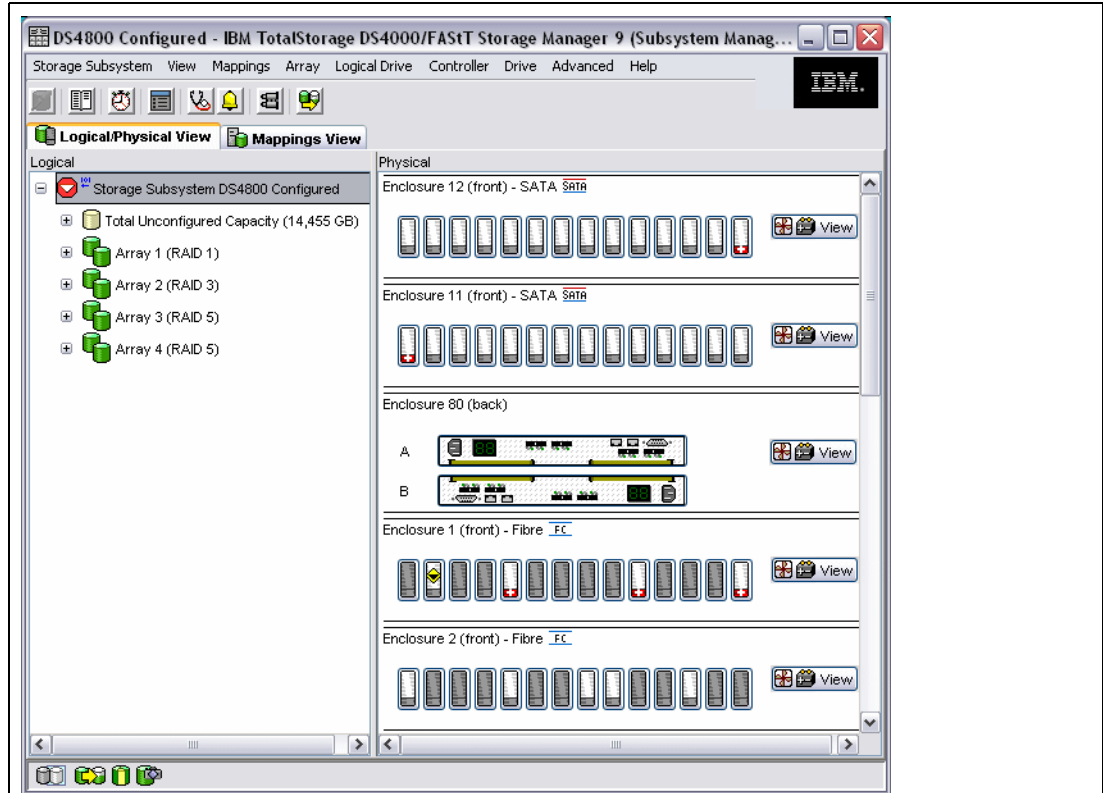 DS4800 Configured - IBM TotalStorage DS4000/FAStT Storage Manager 9 (Subsystem Manag...
Storage Subsystem View Mappings Array Logical Drive Controller Drive Advanced Help
IBM.
Logical/Physical View Mappings View
Logical
Storage Subsystem DS4800 Configured
Total Unconfigured Capacity (14,455 GB)
Array 1 (RAID 1)
Array 2 (RAID 3)
Array 3 (RAID 5)
Array 4 (RAID 5)
Physical
Enclosure 12 (front) - SATA SATA
View
Enclosure 11 (front) - SATA SATA
View
Enclosure 80 (back)
A
88
View
B
88
Enclosure 1 (front) - Fibre FC
View
Enclosure 2 (front) - Fibre FC
View